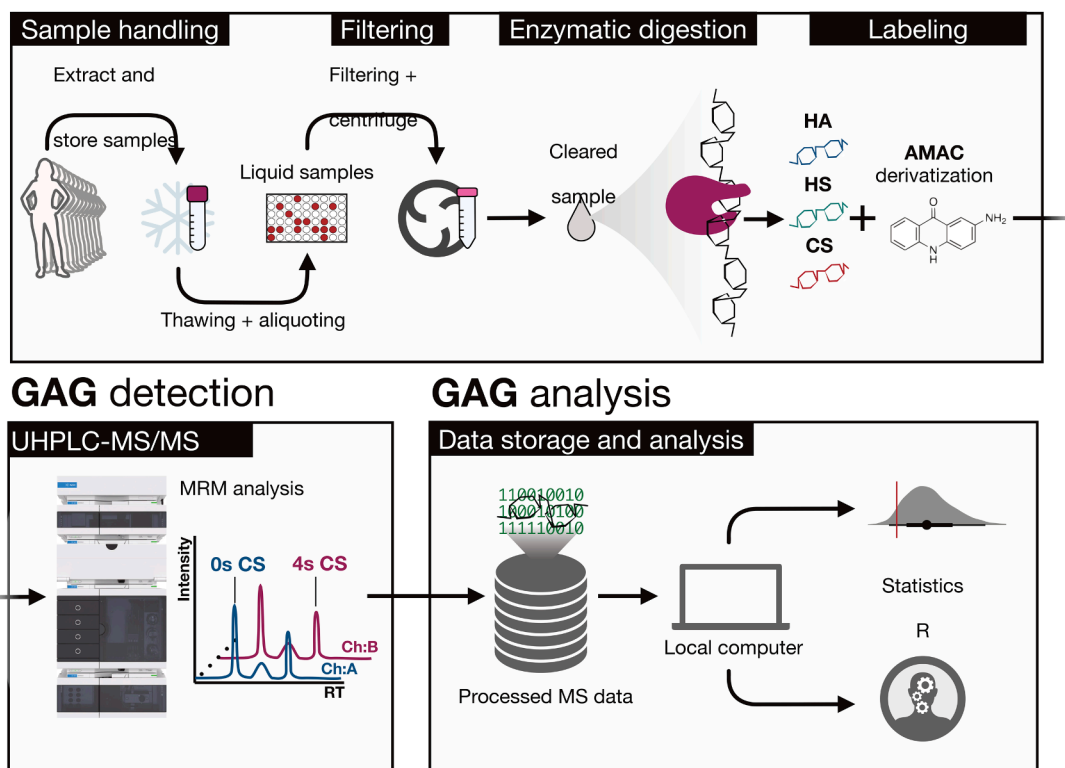 Sample handling
Filtering
Enzymatic digestion
Labeling
Extract and
store samples
Filtering +
centrifuge
Liquid samples
Thawing + aliquoting
Cleared
sample
HA
HS
CS
AMAC
derivatization
O
NH₂
N
H
GAG detection
GAG analysis
UHPLC-MS/MS
Data storage and analysis
MRM analysis
Intensity
0s CS
4s CS
Ch:B
Ch:A
RT
110010010
100010100
111110010
Processed MS data
Local computer
Statistics
R